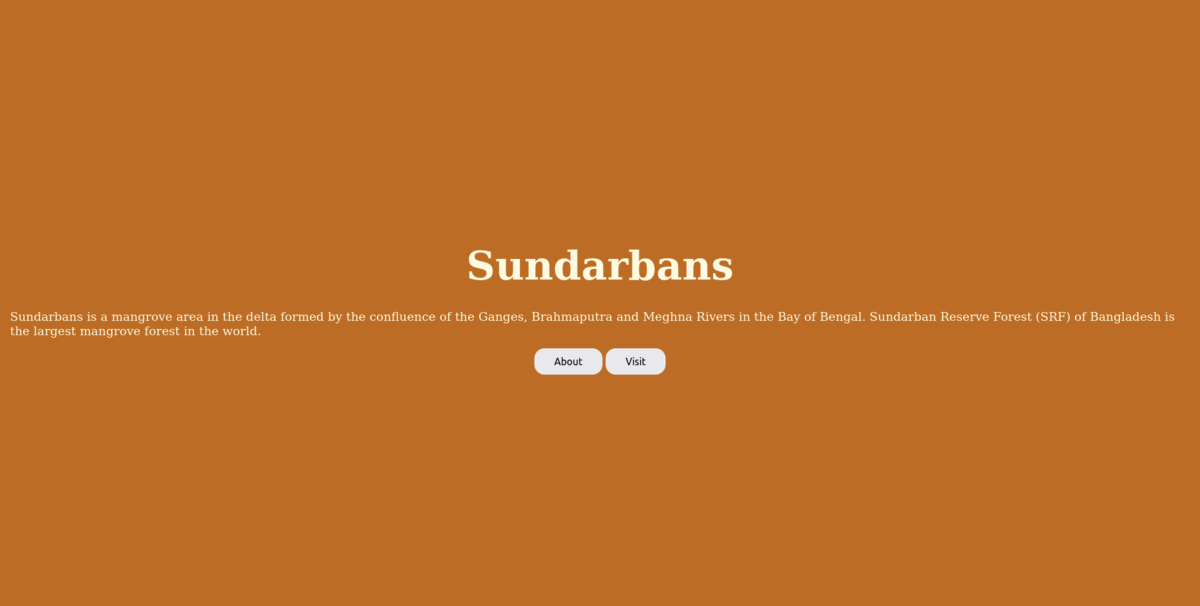 Sundarbans
Sundarbans is a mangrove area in the delta formed by the confluence of the Ganges, Brahmaputra and Meghna Rivers in the Bay of Bengal. Sundarban Reserve Forest (SRF) of Bangladesh is
the largest mangrove forest in the world.
About Visit